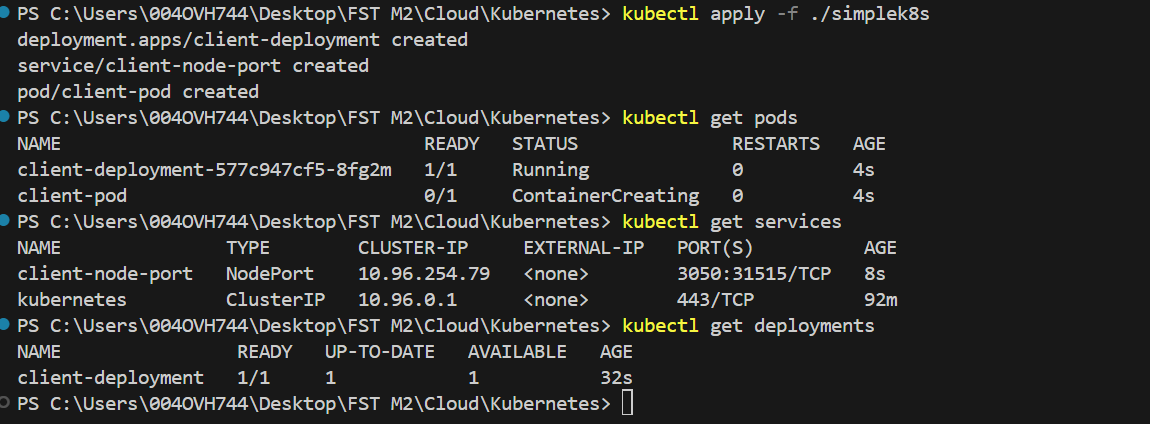 PS C:\Users\004OVH744\Desktop\FST M2\Cloud\Kubernetes> kubectl apply -f ./simplek8s
deployment.apps/client-deployment created
service/client-node-port created
pod/client-pod created
PS C:\Users\004OVH744\Desktop\FST M2\Cloud\Kubernetes> kubectl get pods
NAME READY STATUS RESTARTS AGE
client-deployment-577c947cf5-8fg2m 1/1 Running 0 4s
client-pod 0/1 ContainerCreating 0 4s
PS C:\Users\004OVH744\Desktop\FST M2\Cloud\Kubernetes> kubectl get services
NAME TYPE CLUSTER-IP EXTERNAL-IP PORT(S) AGE
client-node-port NodePort 10.96.254.79 <none> 3050:31515/TCP 8s
kubernetes ClusterIP 10.96.0.1 <none> 443/TCP 92m
PS C:\Users\004OVH744\Desktop\FST M2\Cloud\Kubernetes> kubectl get deployments
NAME READY UP-TO-DATE AVAILABLE AGE
client-deployment 1/1 1 1 32s
PS C:\Users\004OVH744\Desktop\FST M2\Cloud\Kubernetes>